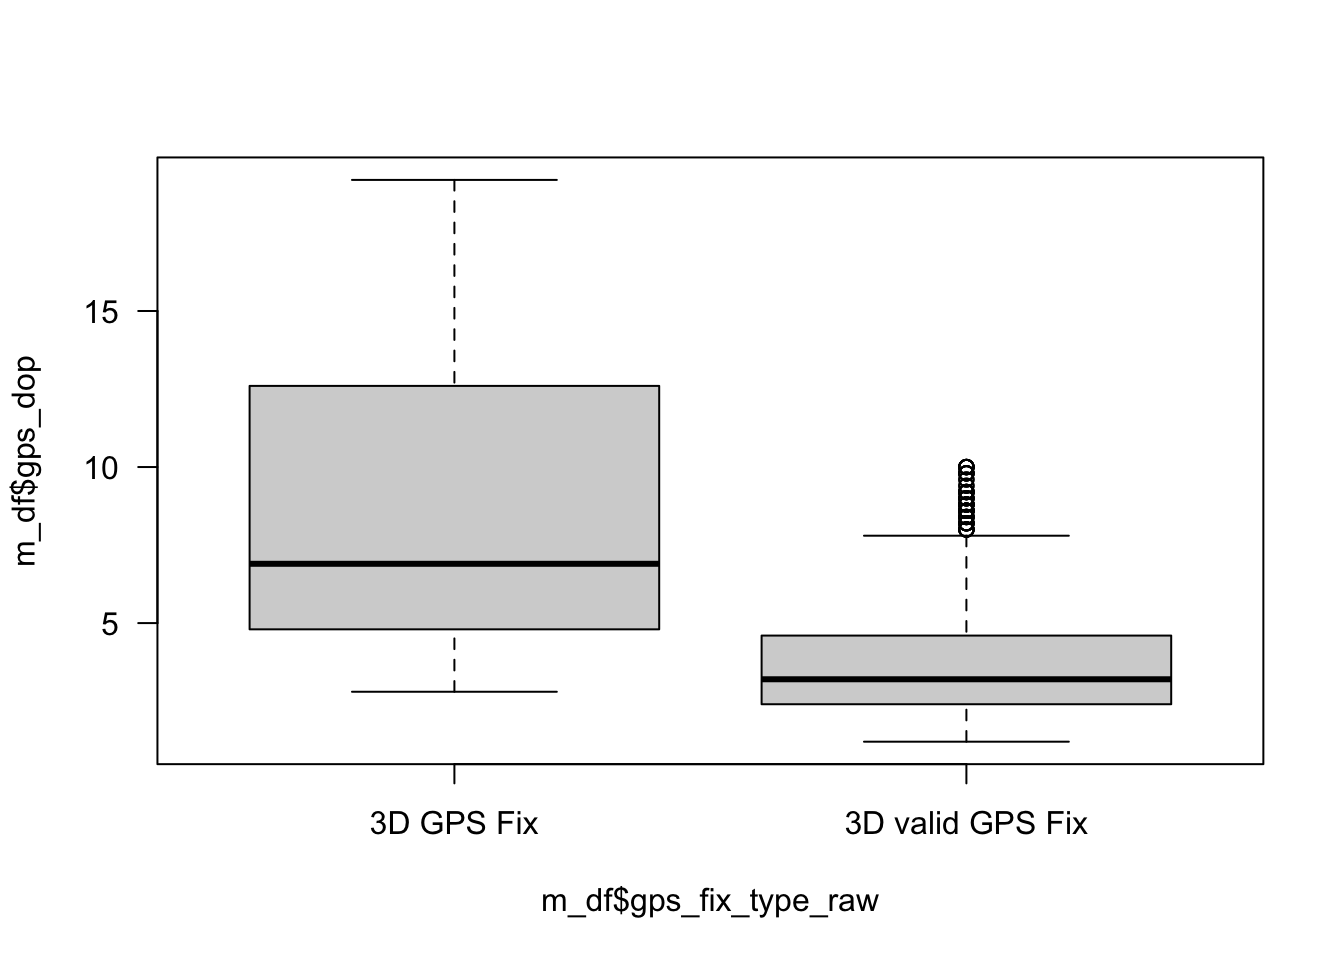 15
10
5
m_df$gps_dop
3D GPS Fix
3D valid GPS Fix
m_df$gps_fix_type_raw